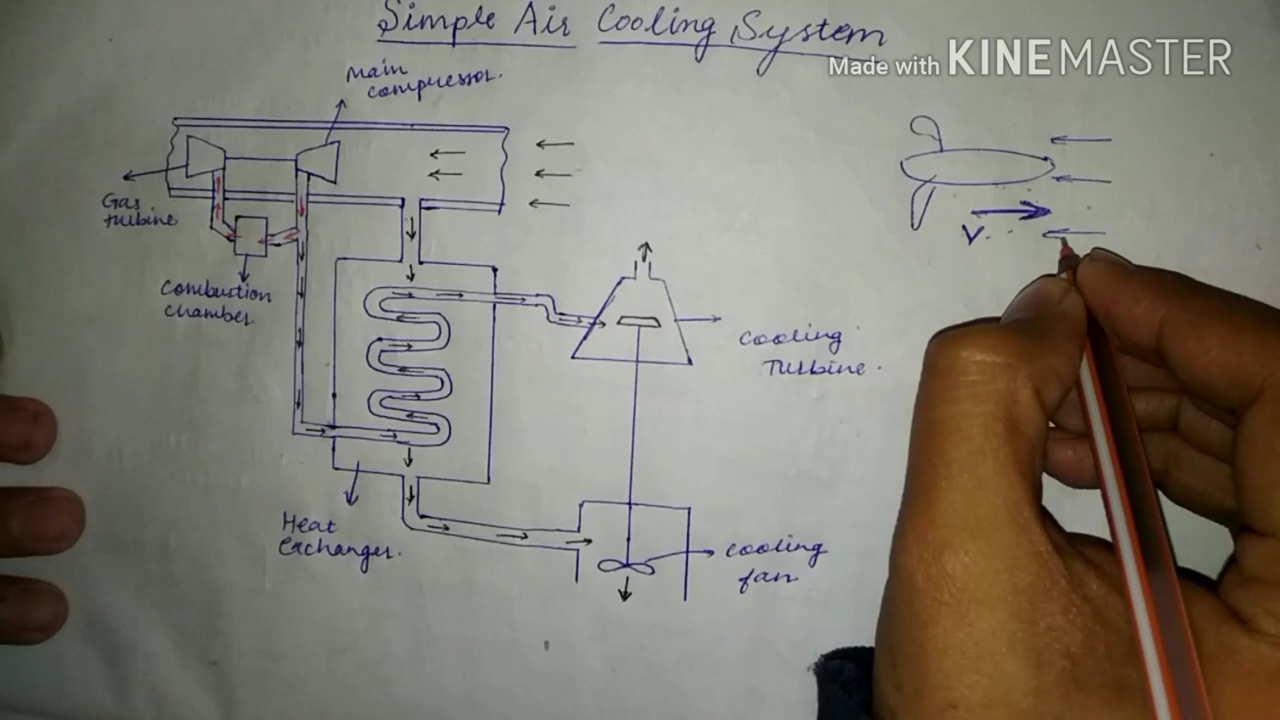 Simple Air Cooling System
Made with KINEMASTER
Main
compressor.
Gas
turbine
Combustion
chamber
Cooling
Turbine.
V..
Heat
exchanger.
cooling
fan